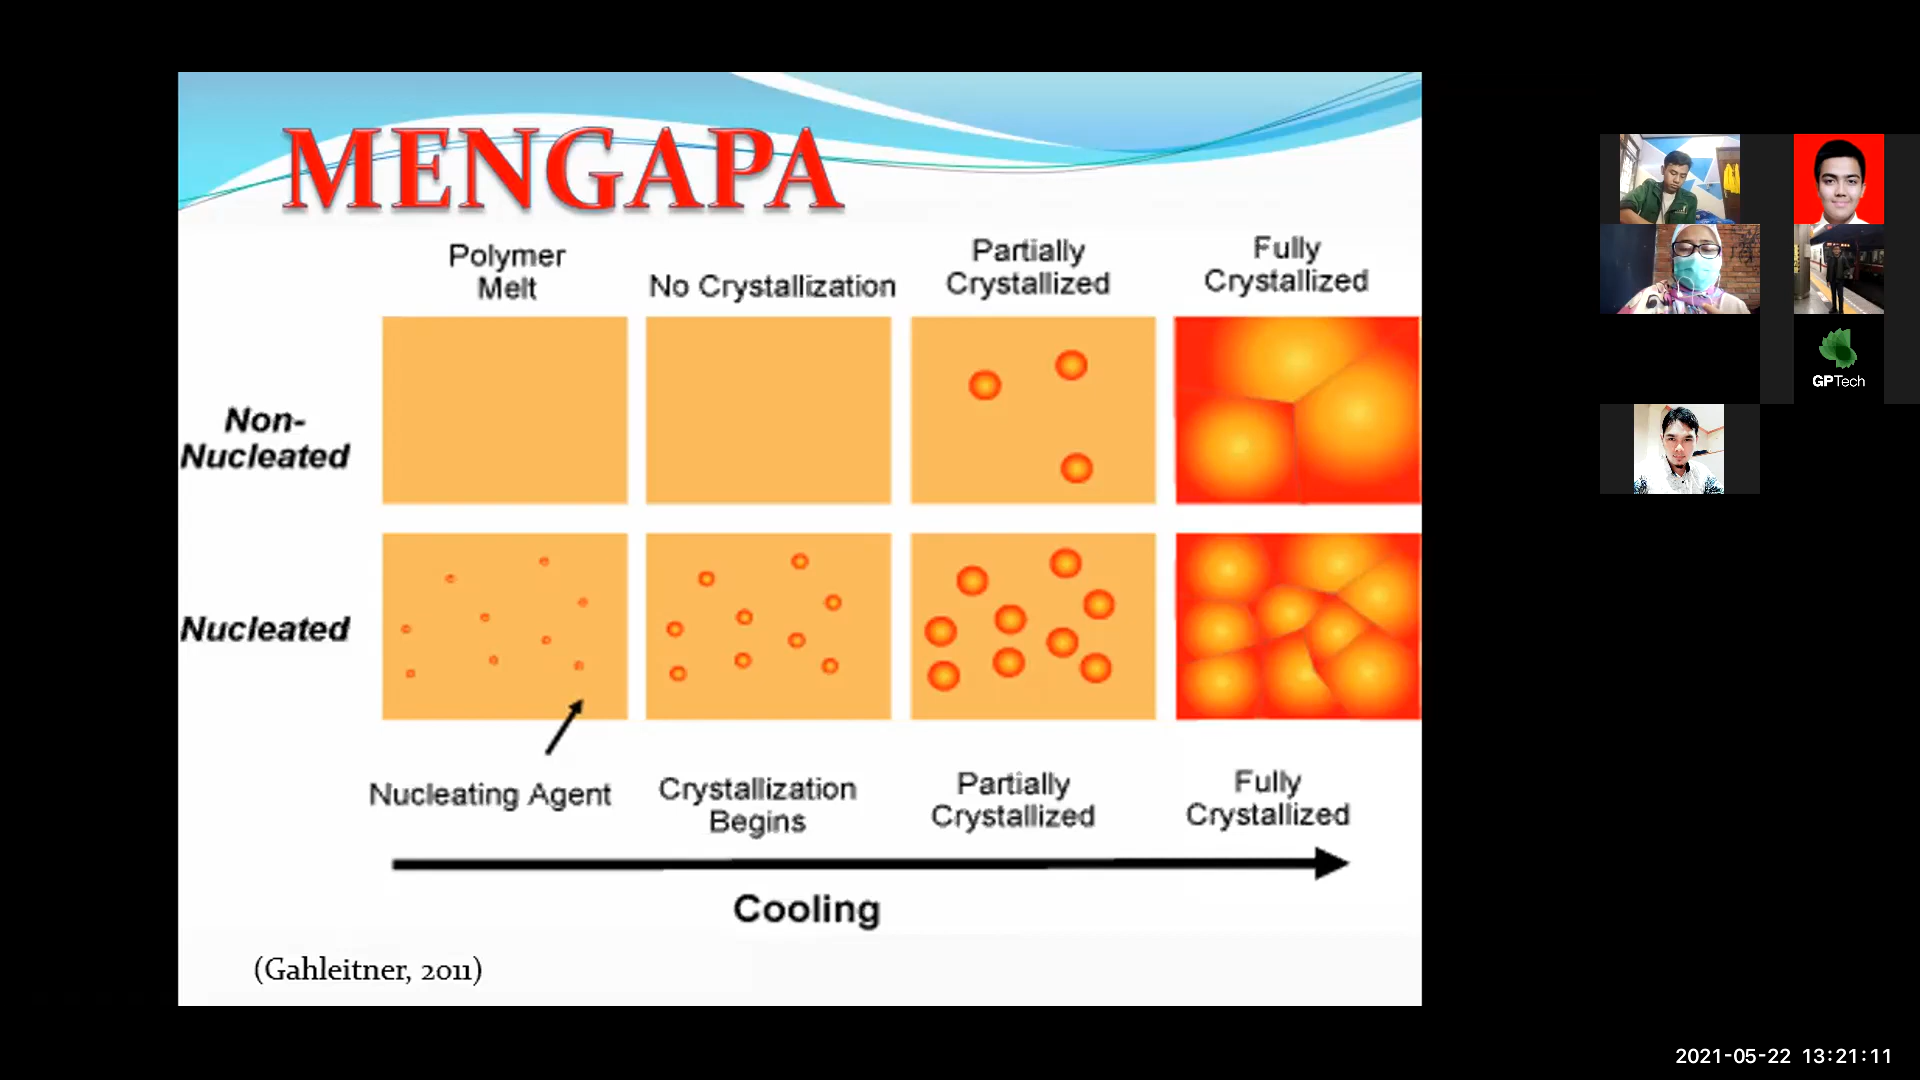 MENGAPA
Polymer
Melt
No Crystallization
Partially
Crystallized
Fully
Crystallized
Non-
Nucleated
Nucleated
Nucleating Agent
Crystallization
Begins
Partially
Crystallized
Fully
Crystallized
Cooling
(Gahleitner, 2011)
GPTech
2021-05-22 13:21:11